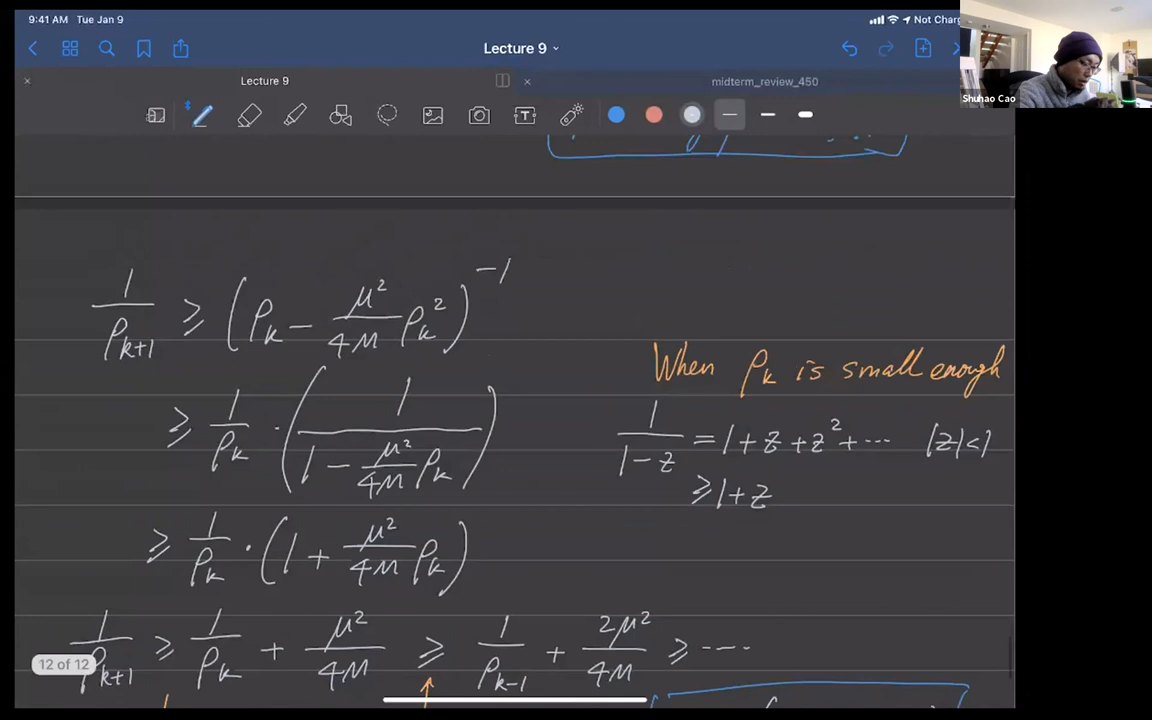 9:41 AM Tue Jan 9
Not Charg
Lecture 9
Lecture 9
midterm_review_450
Shuhao Cao
1/ρ_{k+1} ≥ (ρ_k − μ²/4M ρ_k²)^{−1}
When ρ_k is small enough
≥ 1/ρ_k · (1/(1 − μ²/4M ρ_k))
1/(1−z) = 1 + z + z² + ··· |z|<1
≥ 1 + z
≥ 1/ρ_k · (1 + μ²/4M ρ_k)
1/ρ_{k+1} ≥ 1/ρ_k + μ²/4M ≥ 1/ρ_{k−1} + 2μ²/4M ≥ ····
12 of 12